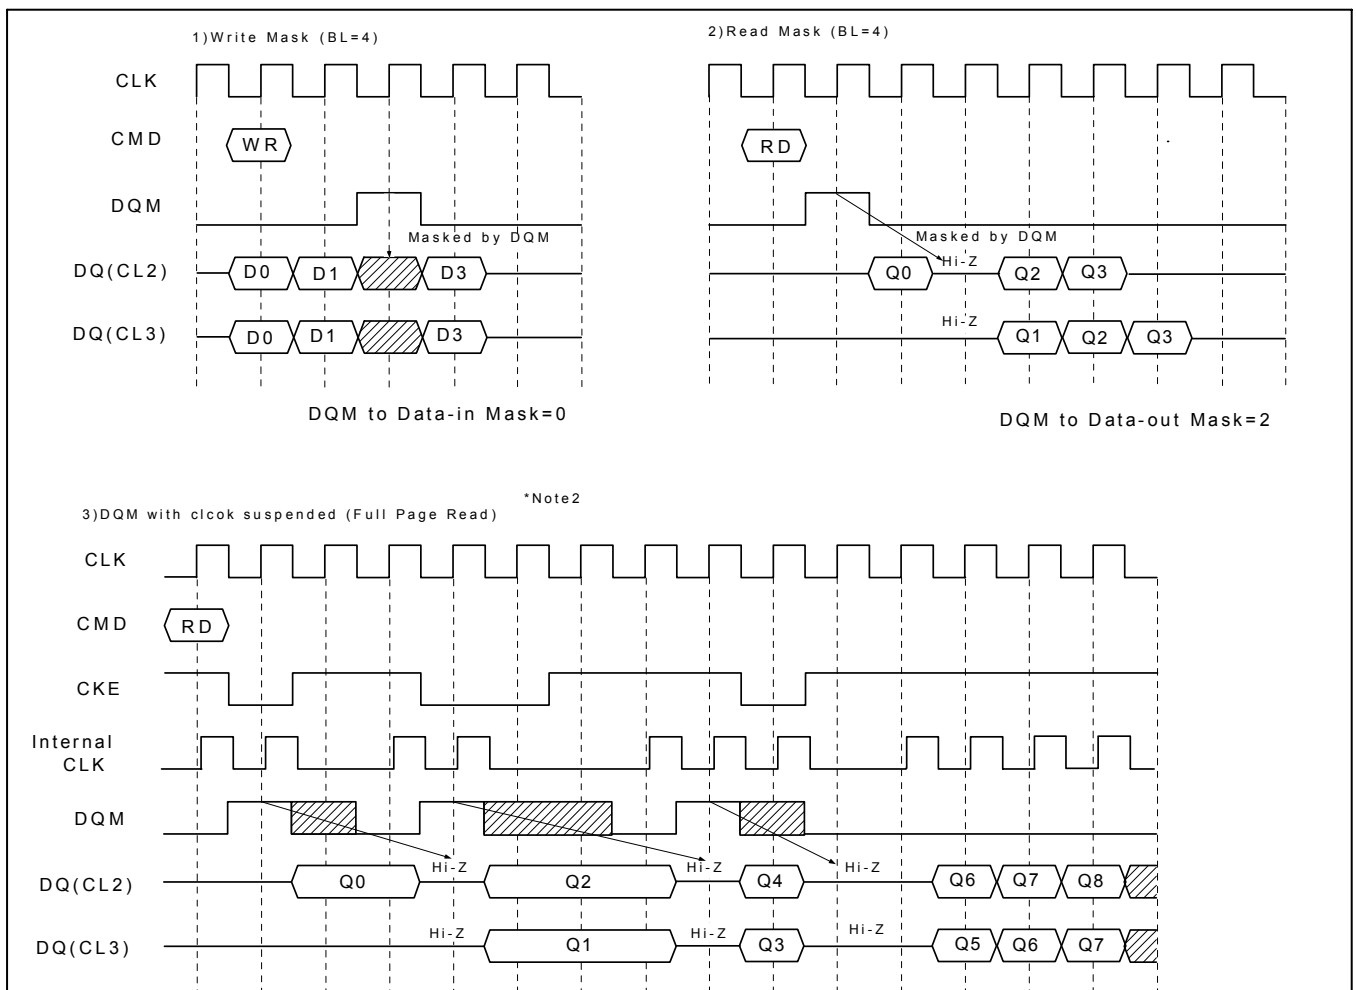 1)Write Mask (BL=4)
2)Read Mask (BL=4)
CLK
CMD WR RD
DQM
Masked by DQM Masked by DQM
DQ(CL2) D0 D1 D3 Q0 Hi-Z Q2 Q3
DQ(CL3) D0 D1 D3 Hi-Z Q1 Q2 Q3
DQM to Data-in Mask=0
DQM to Data-out Mask=2
*Note2
3)DQM with clcok suspended (Full Page Read)
CLK
CMD RD
CKE
Internal
CLK
DQM
DQ(CL2) Q0 Hi-Z Q2 Hi-Z Q4 Hi-Z Q6 Q7 Q8
DQ(CL3) Hi-Z Q1 Hi-Z Q3 Hi-Z Q5 Q6 Q7